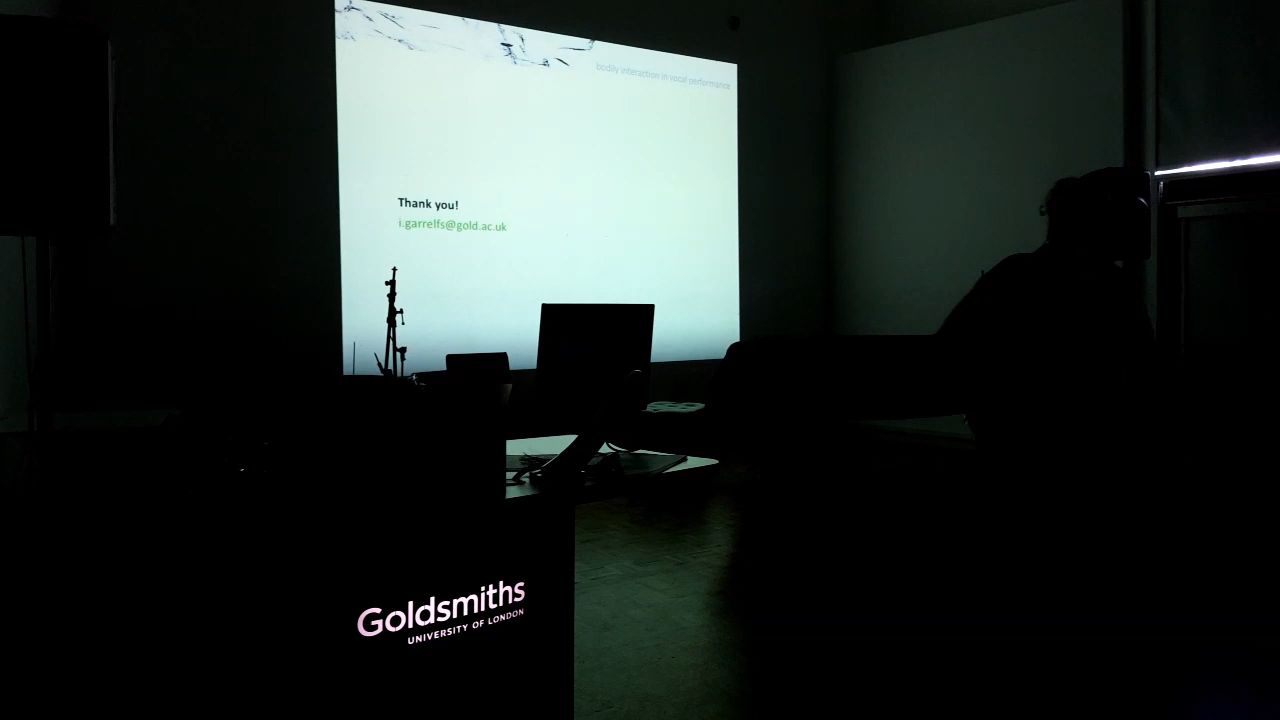 bodily interaction in vocal performance
Thank you!
i.garrelfs@gold.ac.uk
Goldsmiths
UNIVERSITY OF LONDON